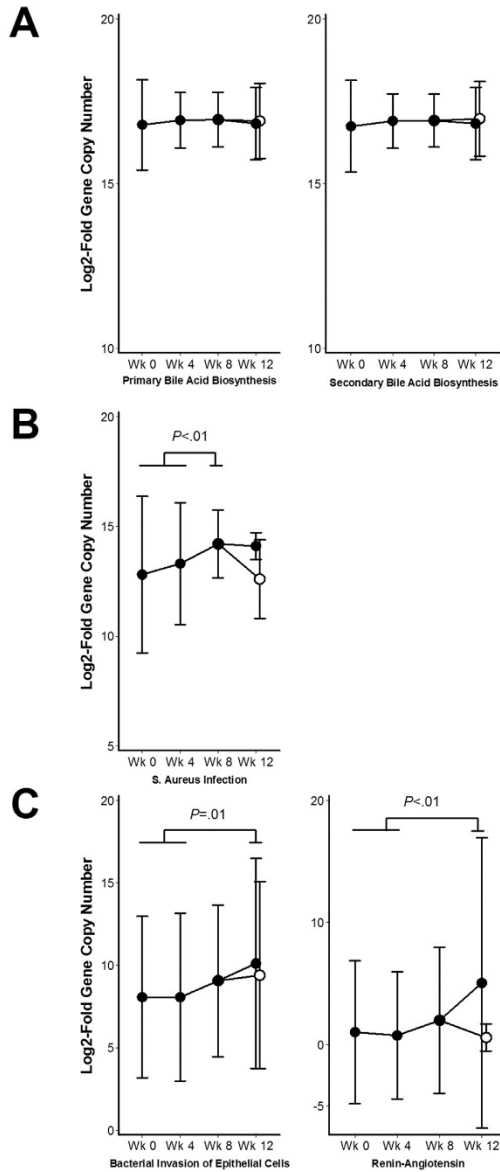 A
Log2-Fold Gene Copy Number
20
15
10
Wk 0 Wk 4 Wk 8 Wk 12
Primary Bile Acid Biosynthesis
20
15
10
Wk 0 Wk 4 Wk 8 Wk 12
Secondary Bile Acid Biosynthesis
B
Log2-Fold Gene Copy Number
20
15
10
5
P<.01
Wk 0 Wk 4 Wk 8 Wk 12
S. Aureus Infection
C
Log2-Fold Gene Copy Number
20
15
10
5
0
P=.01
Wk 0 Wk 4 Wk 8 Wk 12
Bacterial Invasion of Epithelial Cells
20
10
0
-5
P<.01
Wk 0 Wk 4 Wk 8 Wk 12
Renin-Angiotensin